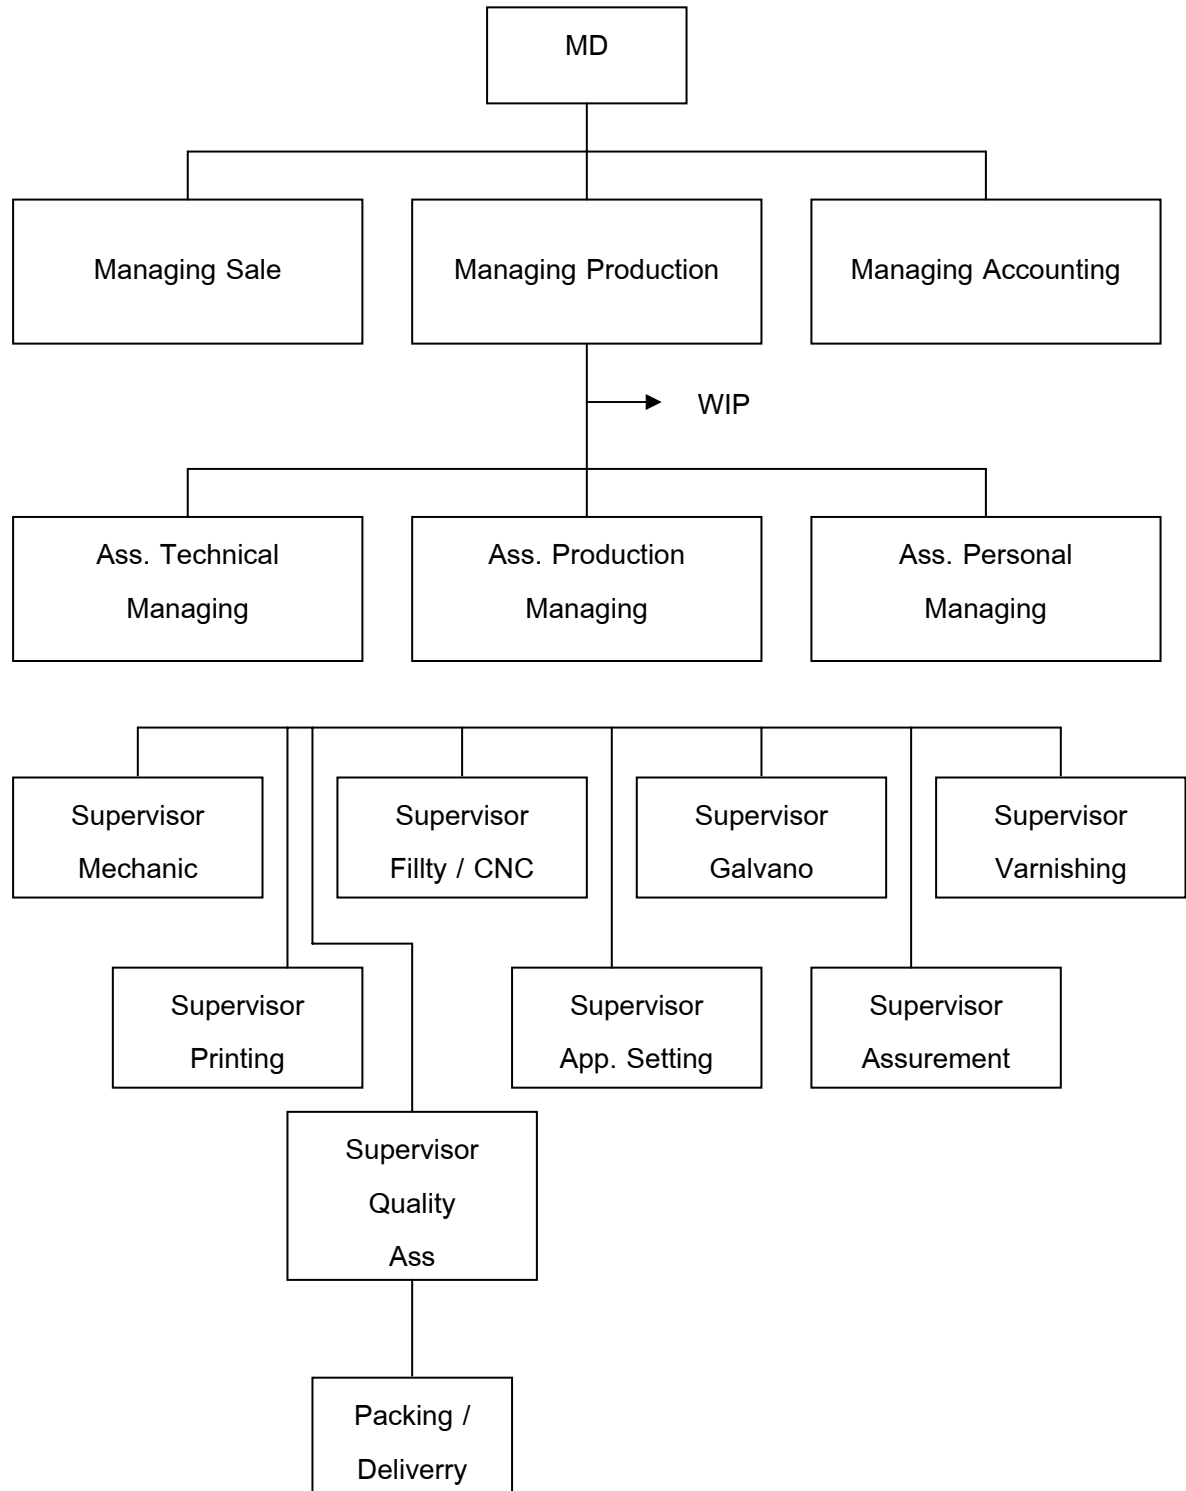 MD
Managing Sale
Managing Production
Managing Accounting
WIP
Ass. Technical
Managing
Ass. Production
Managing
Ass. Personal
Managing
Supervisor
Mechanic
Supervisor
Fillty / CNC
Supervisor
Galvano
Supervisor
Varnishing
Supervisor
Printing
Supervisor
App. Setting
Supervisor
Assurement
Supervisor
Quality
Ass
Packing /
Deliverry